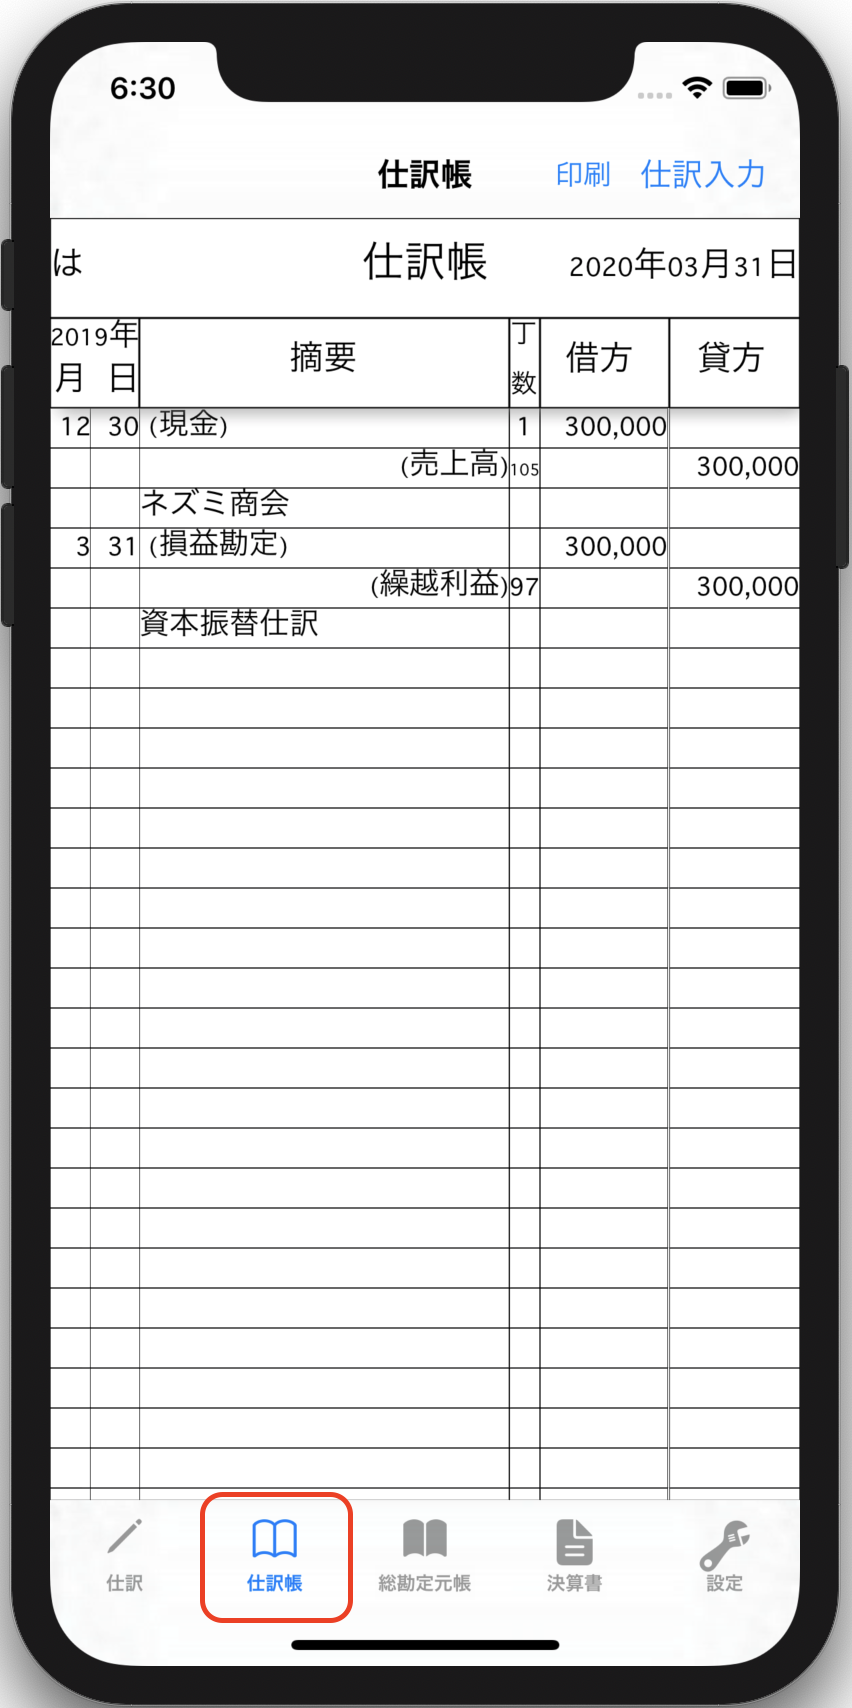 6:30
仕訳帳 印刷 仕訳入力
は 仕訳帳 2020年03月31日
2019年 丁
摘要 借方 貸方
月 日 数
12 30 (現金) 1 300,000
(売上高) 105 300,000
ネズミ商会
3 31 (損益勘定) 300,000
(繰越利益) 97 300,000
資本振替仕訳
仕訳 仕訳帳 総勘定元帳 決算書 設定